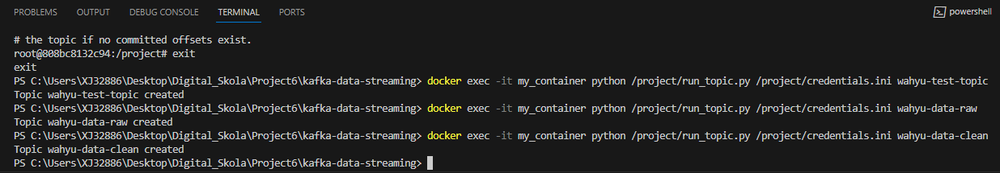 PROBLEMS OUTPUT DEBUG CONSOLE TERMINAL PORTS powershell
# the topic if no committed offsets exist.
root@808bc8132c94:/project# exit
exit
PS C:\Users\XJ32886\Desktop\Digital_Skola\Project6\kafka-data-streaming> docker exec -it my_container python /project/run_topic.py /project/credentials.ini wahyu-test-topic
Topic wahyu-test-topic created
PS C:\Users\XJ32886\Desktop\Digital_Skola\Project6\kafka-data-streaming> docker exec -it my_container python /project/run_topic.py /project/credentials.ini wahyu-data-raw
Topic wahyu-data-raw created
PS C:\Users\XJ32886\Desktop\Digital_Skola\Project6\kafka-data-streaming> docker exec -it my_container python /project/run_topic.py /project/credentials.ini wahyu-data-clean
Topic wahyu-data-clean created
PS C:\Users\XJ32886\Desktop\Digital_Skola\Project6\kafka-data-streaming>